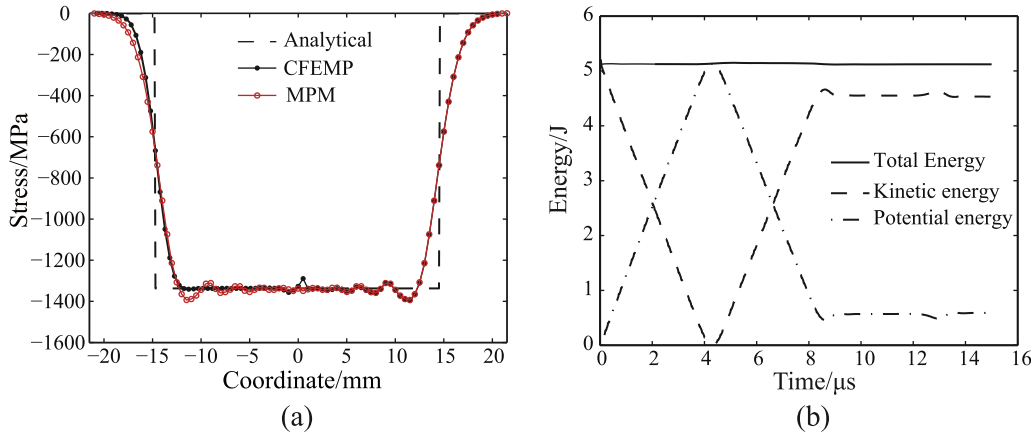 0
−200
−400
−600
−800
−1000
−1200
−1400
−1600
Stress/MPa
Analytical
CFEMP
MPM
−20 −15 −10 −5 0 5 10 15 20
Coordinate/mm
(a)
6
5
4
3
2
1
0
Energy/J
Total Energy
Kinetic energy
Potential energy
0 2 4 6 8 10 12 14 16
Time/μs
(b)